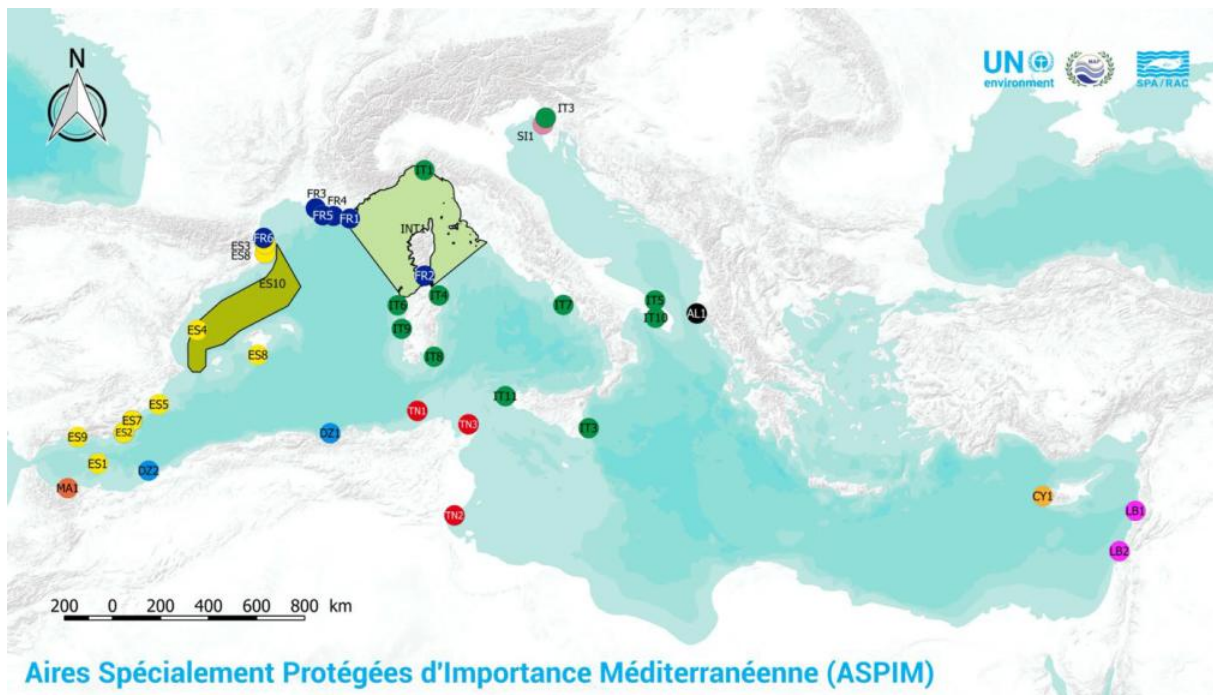 N
UN
environment
MAP
SPA/RAC
IT3
SI1
IT1
FR3
FR4
FR5
FR1
INT1
FR6
ES3
ES8
ES10
FR2
IT4
IT6
IT7
IT5
IT10
AL1
ES4
IT9
ES8
IT8
IT11
ES5
TN1
ES7
TN3
IT3
ES2
DZ1
ES9
ES1
DZ2
MA1
CY1
TN2
LB1
LB2
200 0 200 400 600 800 km
Aires Spécialement Protégées d'Importance Méditerranéenne (ASPIM)